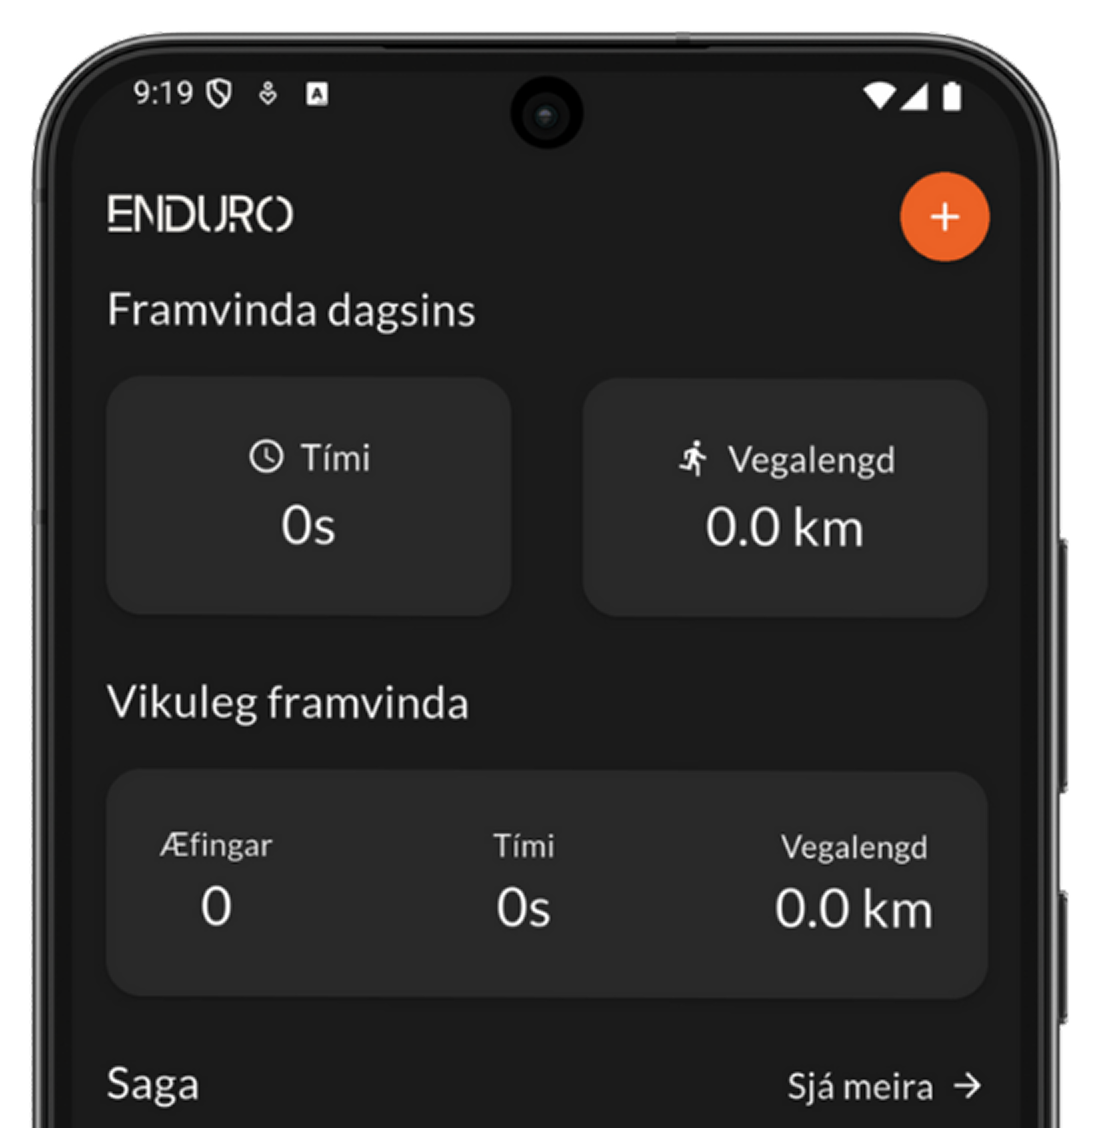 9:19
ENDURO
Framvinda dagsins
Tími
0s
Vegalengd
0.0 km
Vikuleg framvinda
Æfingar
0
Tími
0s
Vegalengd
0.0 km
Saga
Sjá meira →